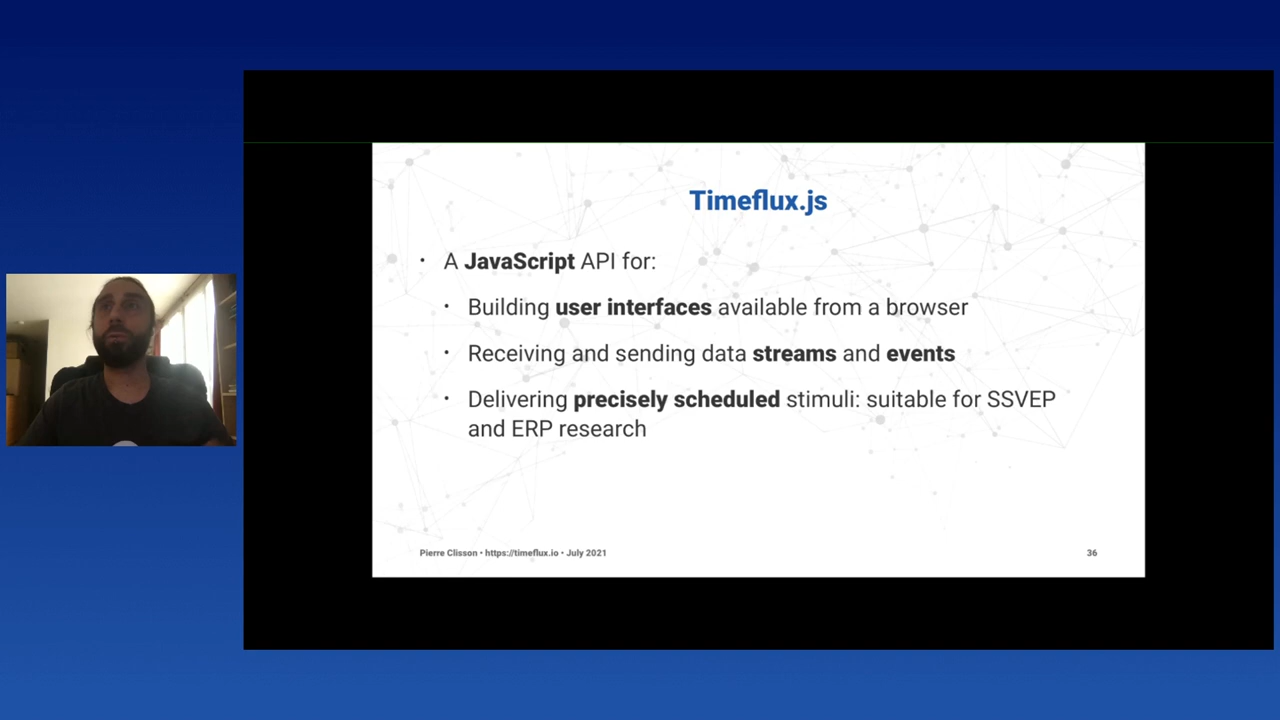 Timeflux.js
• A JavaScript API for:
• Building user interfaces available from a browser
• Receiving and sending data streams and events
• Delivering precisely scheduled stimuli: suitable for SSVEP
and ERP research
Pierre Clisson • https://timeflux.io • July 2021
36